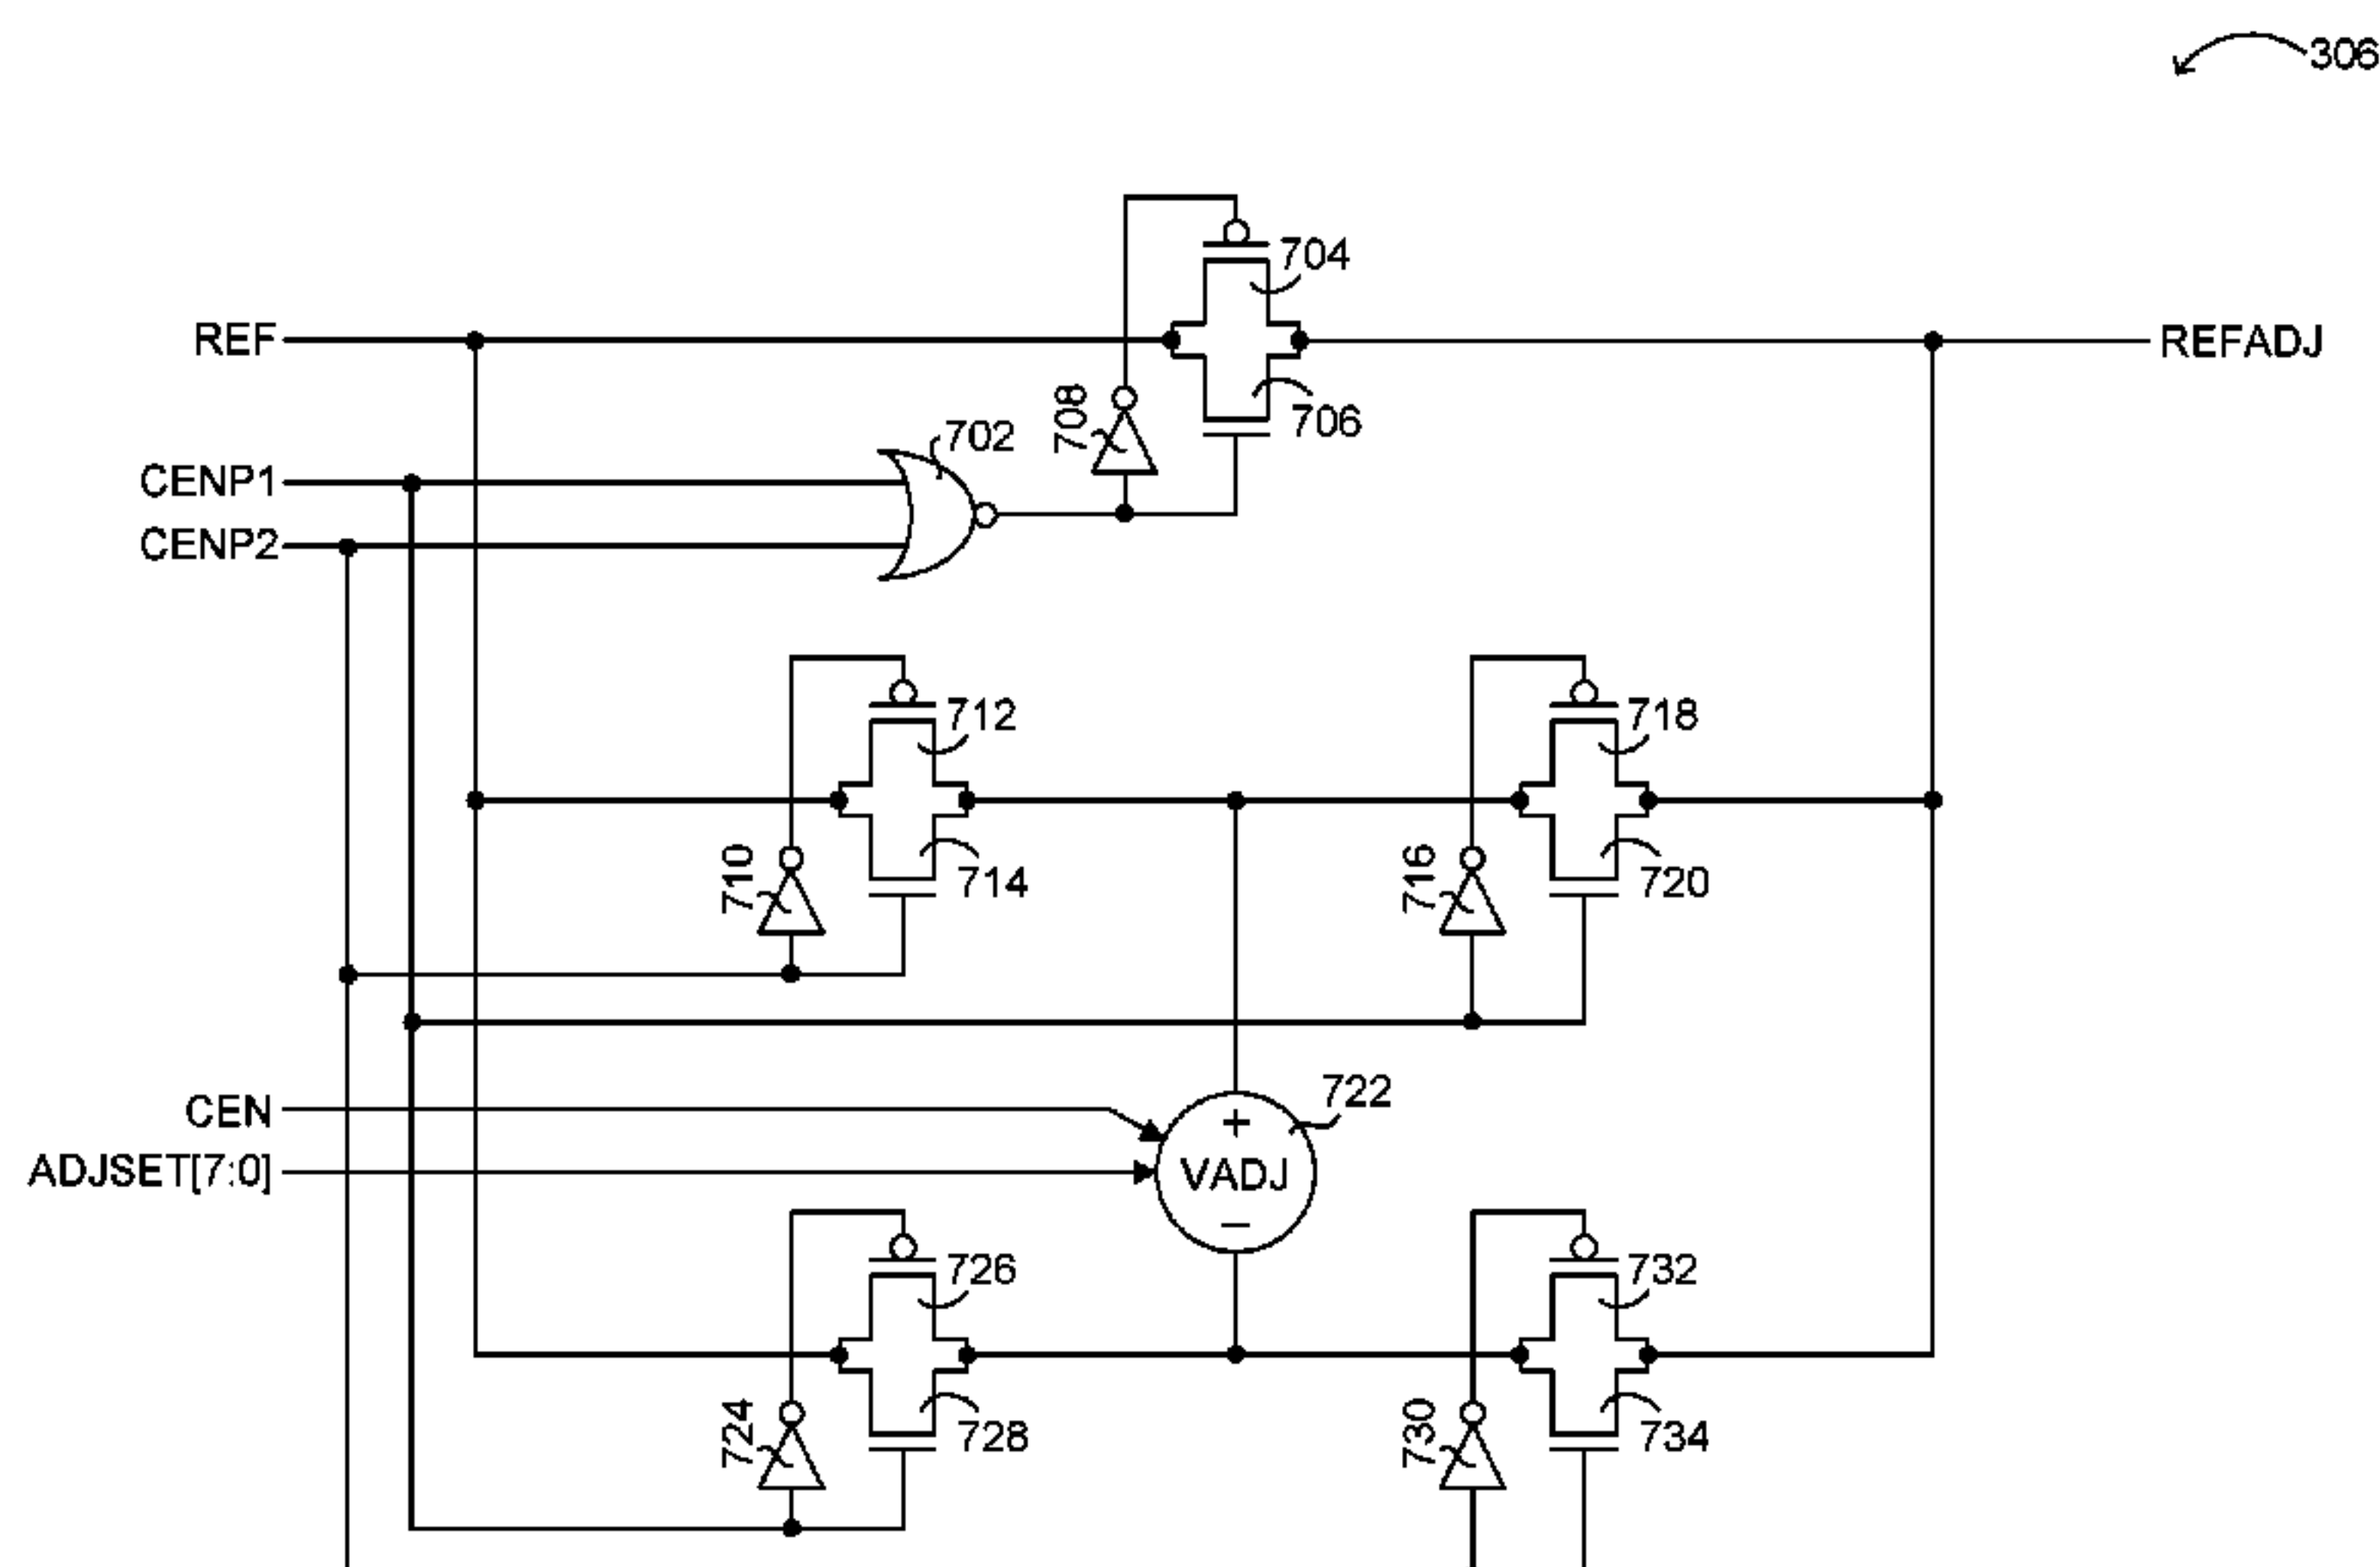 306
704
REF
REFADJ
708
706
702
CENP1
CENP2
712
718
710
714
716
720
CEN
722
+
ADJSET[7:0]
VADJ
−
726
732
724
728
730
734